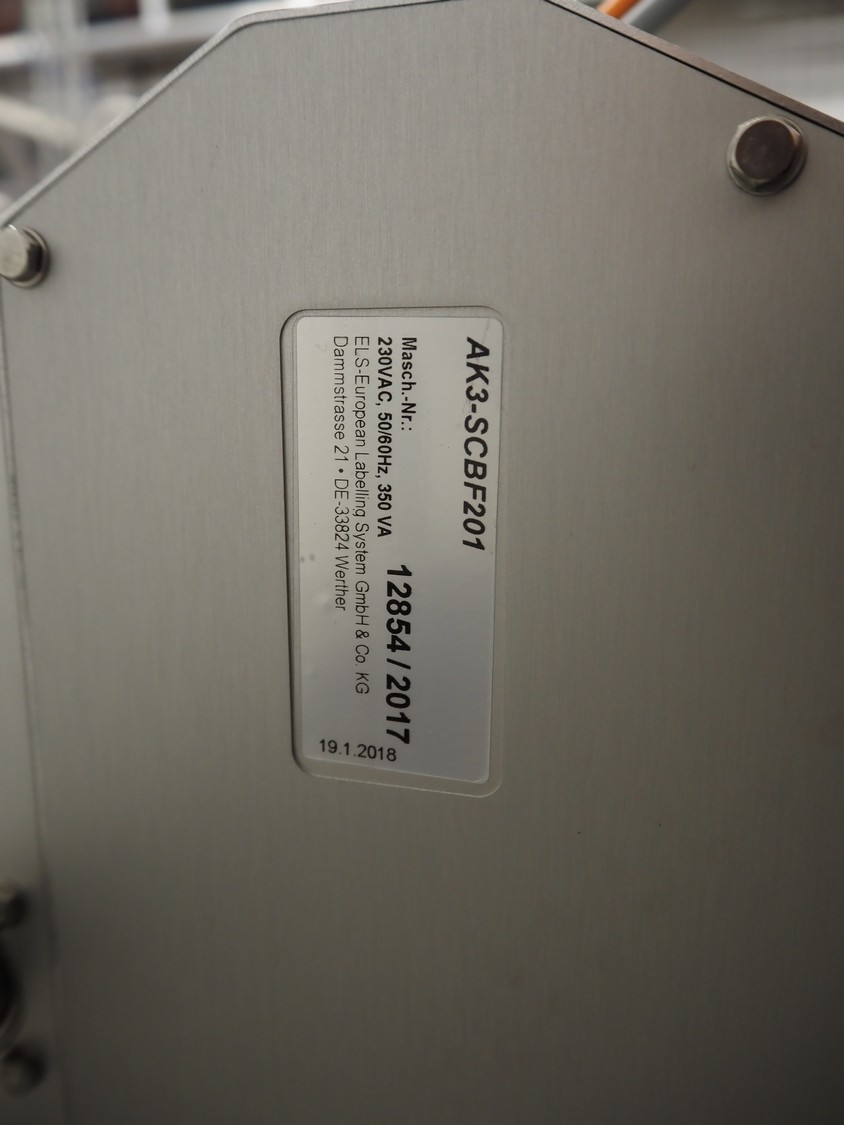 AK3-SCBF201
Masch.-Nr.: 12854 / 2017
230VAC, 50/60Hz, 350 VA
ELS-European Labelling System GmbH & Co. KG
Dammstrasse 21 • DE-33824 Werther
19.1.2018